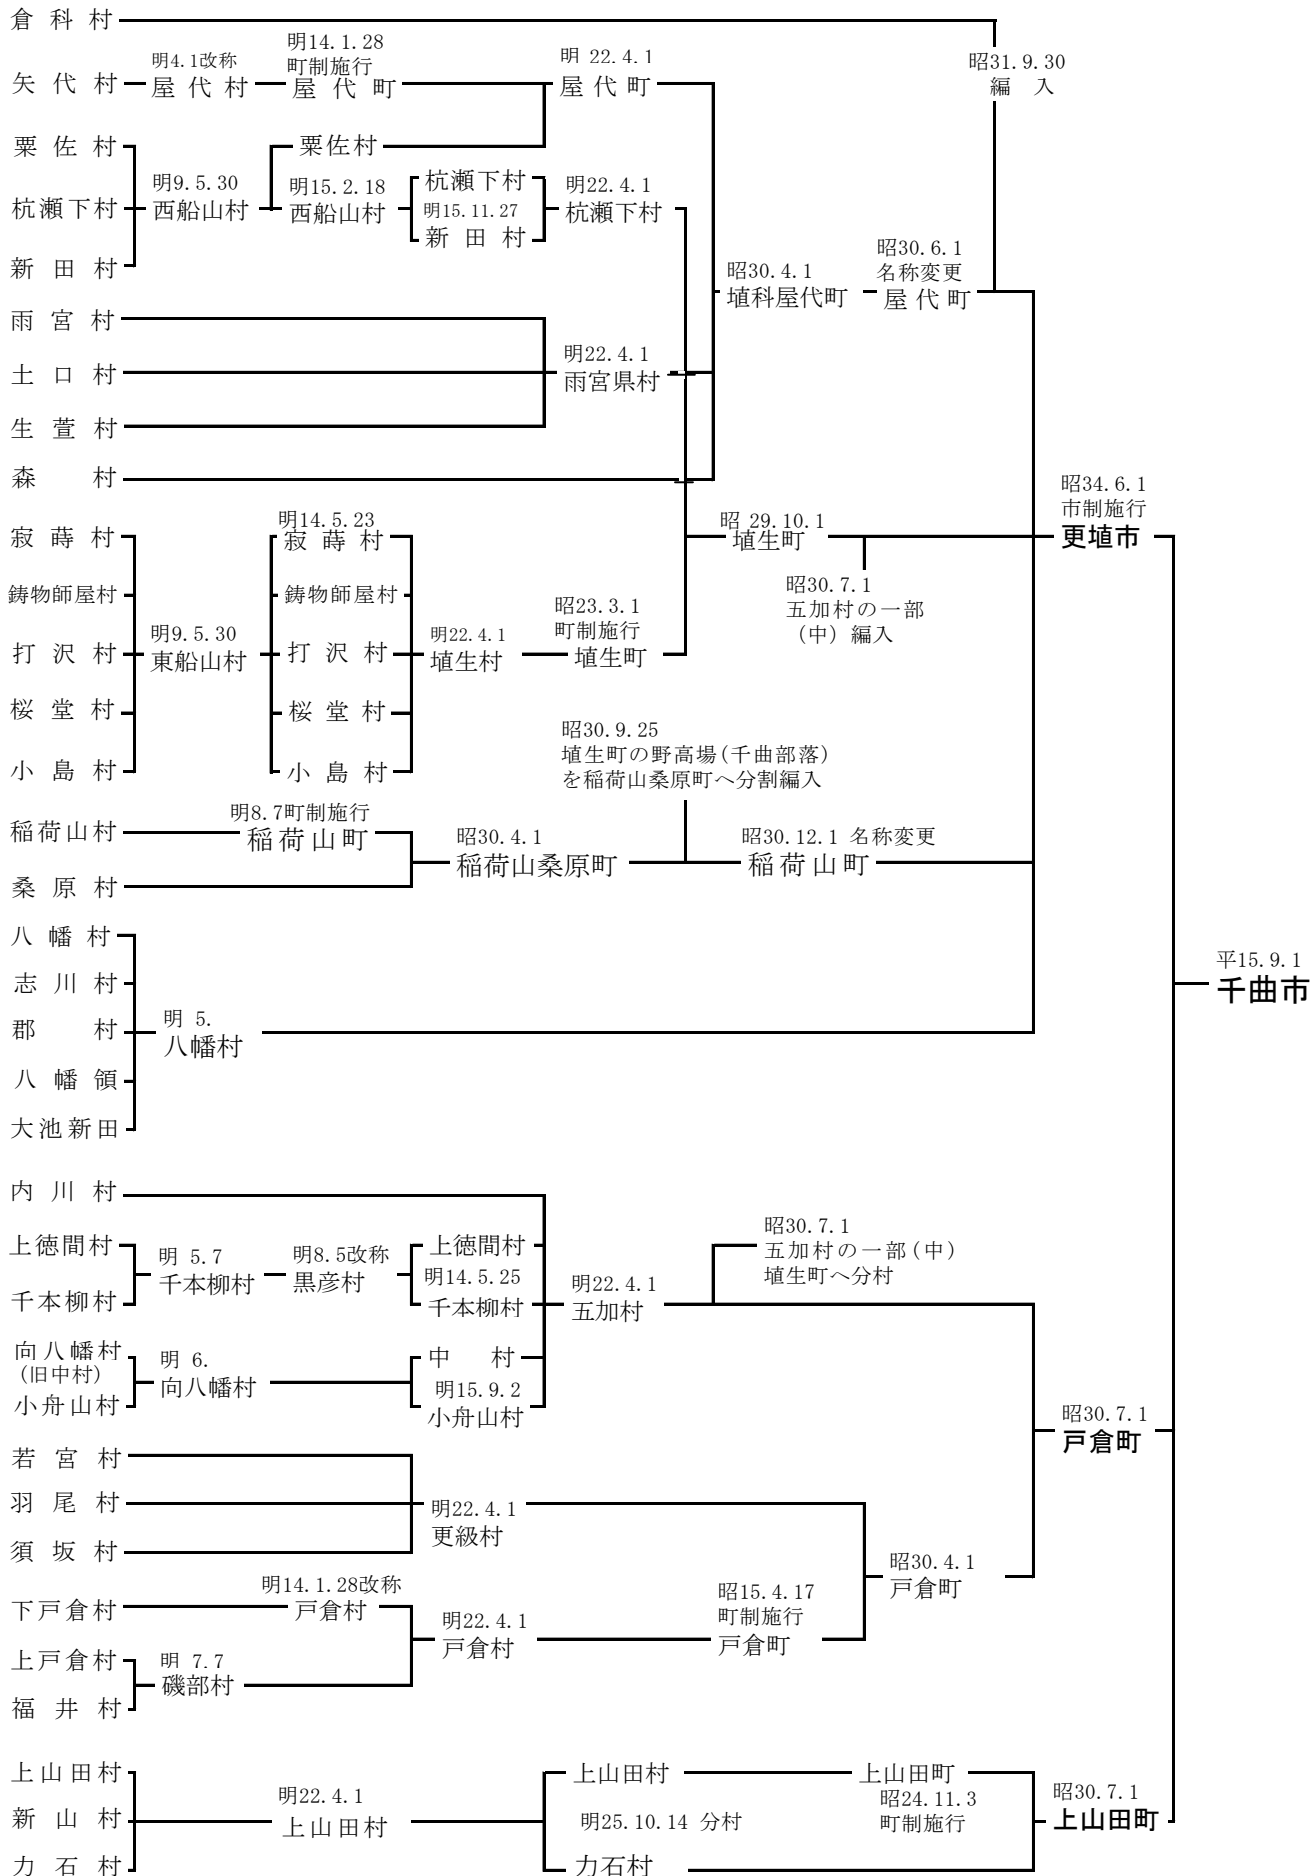 倉科村
昭31.9.30
編入
矢代村
明4.1改称
屋代村
明14.1.28
町制施行
屋代町
明 22.4.1
屋代町
粟佐村
杭瀬下村
新田村
明9.5.30
西船山村
粟佐村
明15.2.18
西船山村
杭瀬下村
明15.11.27
新田村
明22.4.1
杭瀬下村
昭30.4.1
埴科屋代町
昭30.6.1
名称変更
屋代町
雨宮村
土口村
生萱村
明22.4.1
雨宮県村
森村
寂蒔村
鋳物師屋村
打沢村
桜堂村
小島村
明9.5.30
東船山村
明14.5.23
寂蒔村
鋳物師屋村
打沢村
桜堂村
小島村
明22.4.1
埴生村
昭23.3.1
町制施行
埴生町
昭 29.10.1
埴生町
昭30.7.1
五加村の一部
(中) 編入
昭34.6.1
市制施行
更埴市
昭30.9.25
埴生町の野高場(千曲部落)
を稲荷山桑原町へ分割編入
稲荷山村
明8.7町制施行
稲荷山町
桑原村
昭30.4.1
稲荷山桑原町
昭30.12.1 名称変更
稲荷山町
八幡村
志川村
郡村
八幡領
大池新田
明 5.
八幡村
平15.9.1
千曲市
内川村
上徳間村
千本柳村
明 5.7
千本柳村
明8.5改称
黒彦村
上徳間村
明14.5.25
千本柳村
向八幡村
(旧中村)
小舟山村
明 6.
向八幡村
中村
明15.9.2
小舟山村
明22.4.1
五加村
昭30.7.1
五加村の一部(中)
埴生町へ分村
昭30.7.1
戸倉町
若宮村
羽尾村
須坂村
明22.4.1
更級村
下戸倉村
明14.1.28改称
戸倉村
上戸倉村
福井村
明 7.7
磯部村
明22.4.1
戸倉村
昭15.4.17
町制施行
戸倉町
昭30.4.1
戸倉町
上山田村
新山村
力石村
明22.4.1
上山田村
上山田村
明25.10.14 分村
力石村
上山田町
昭24.11.3
町制施行
昭30.7.1
上山田町